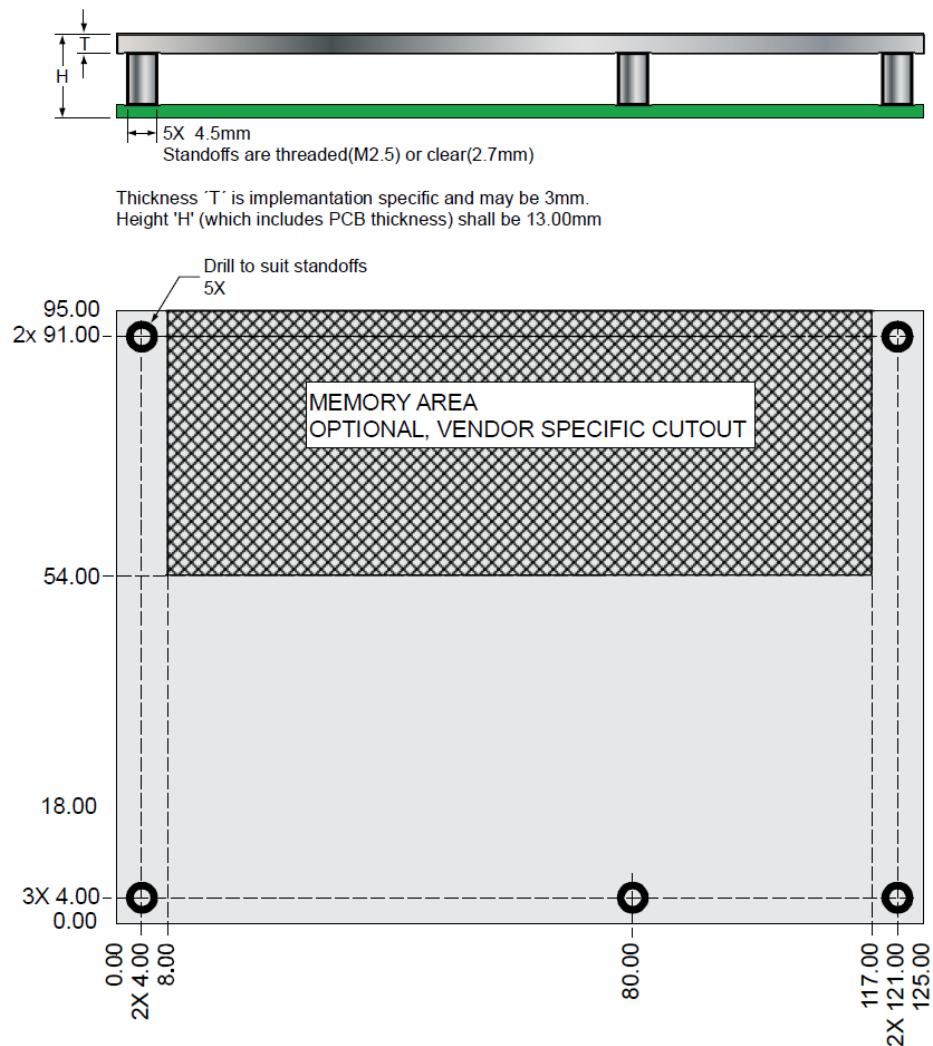 T
H
5X 4.5mm
Standoffs are threaded(M2.5) or clear(2.7mm)
Thickness ´T´ is implemantation specific and may be 3mm.
Height 'H' (which includes PCB thickness) shall be 13.00mm
Drill to suit standoffs
5X
95.00
2x 91.00
MEMORY AREA
OPTIONAL, VENDOR SPECIFIC CUTOUT
54.00
18.00
3X 4.00
0.00
0.00
2X 4.00
8.00
80.00
117.00
2X 121.00
125.00